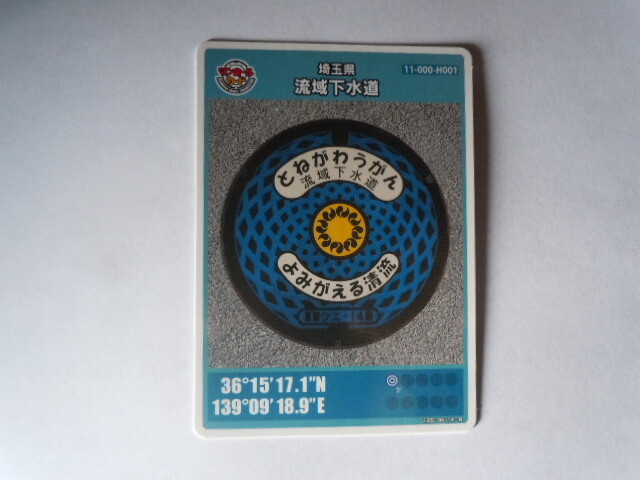 埼玉県
流域下水道
11-000-H001
とねがわうがん
流域下水道
よみがえる清流
36°15'17.1"N
139°09'18.9"E